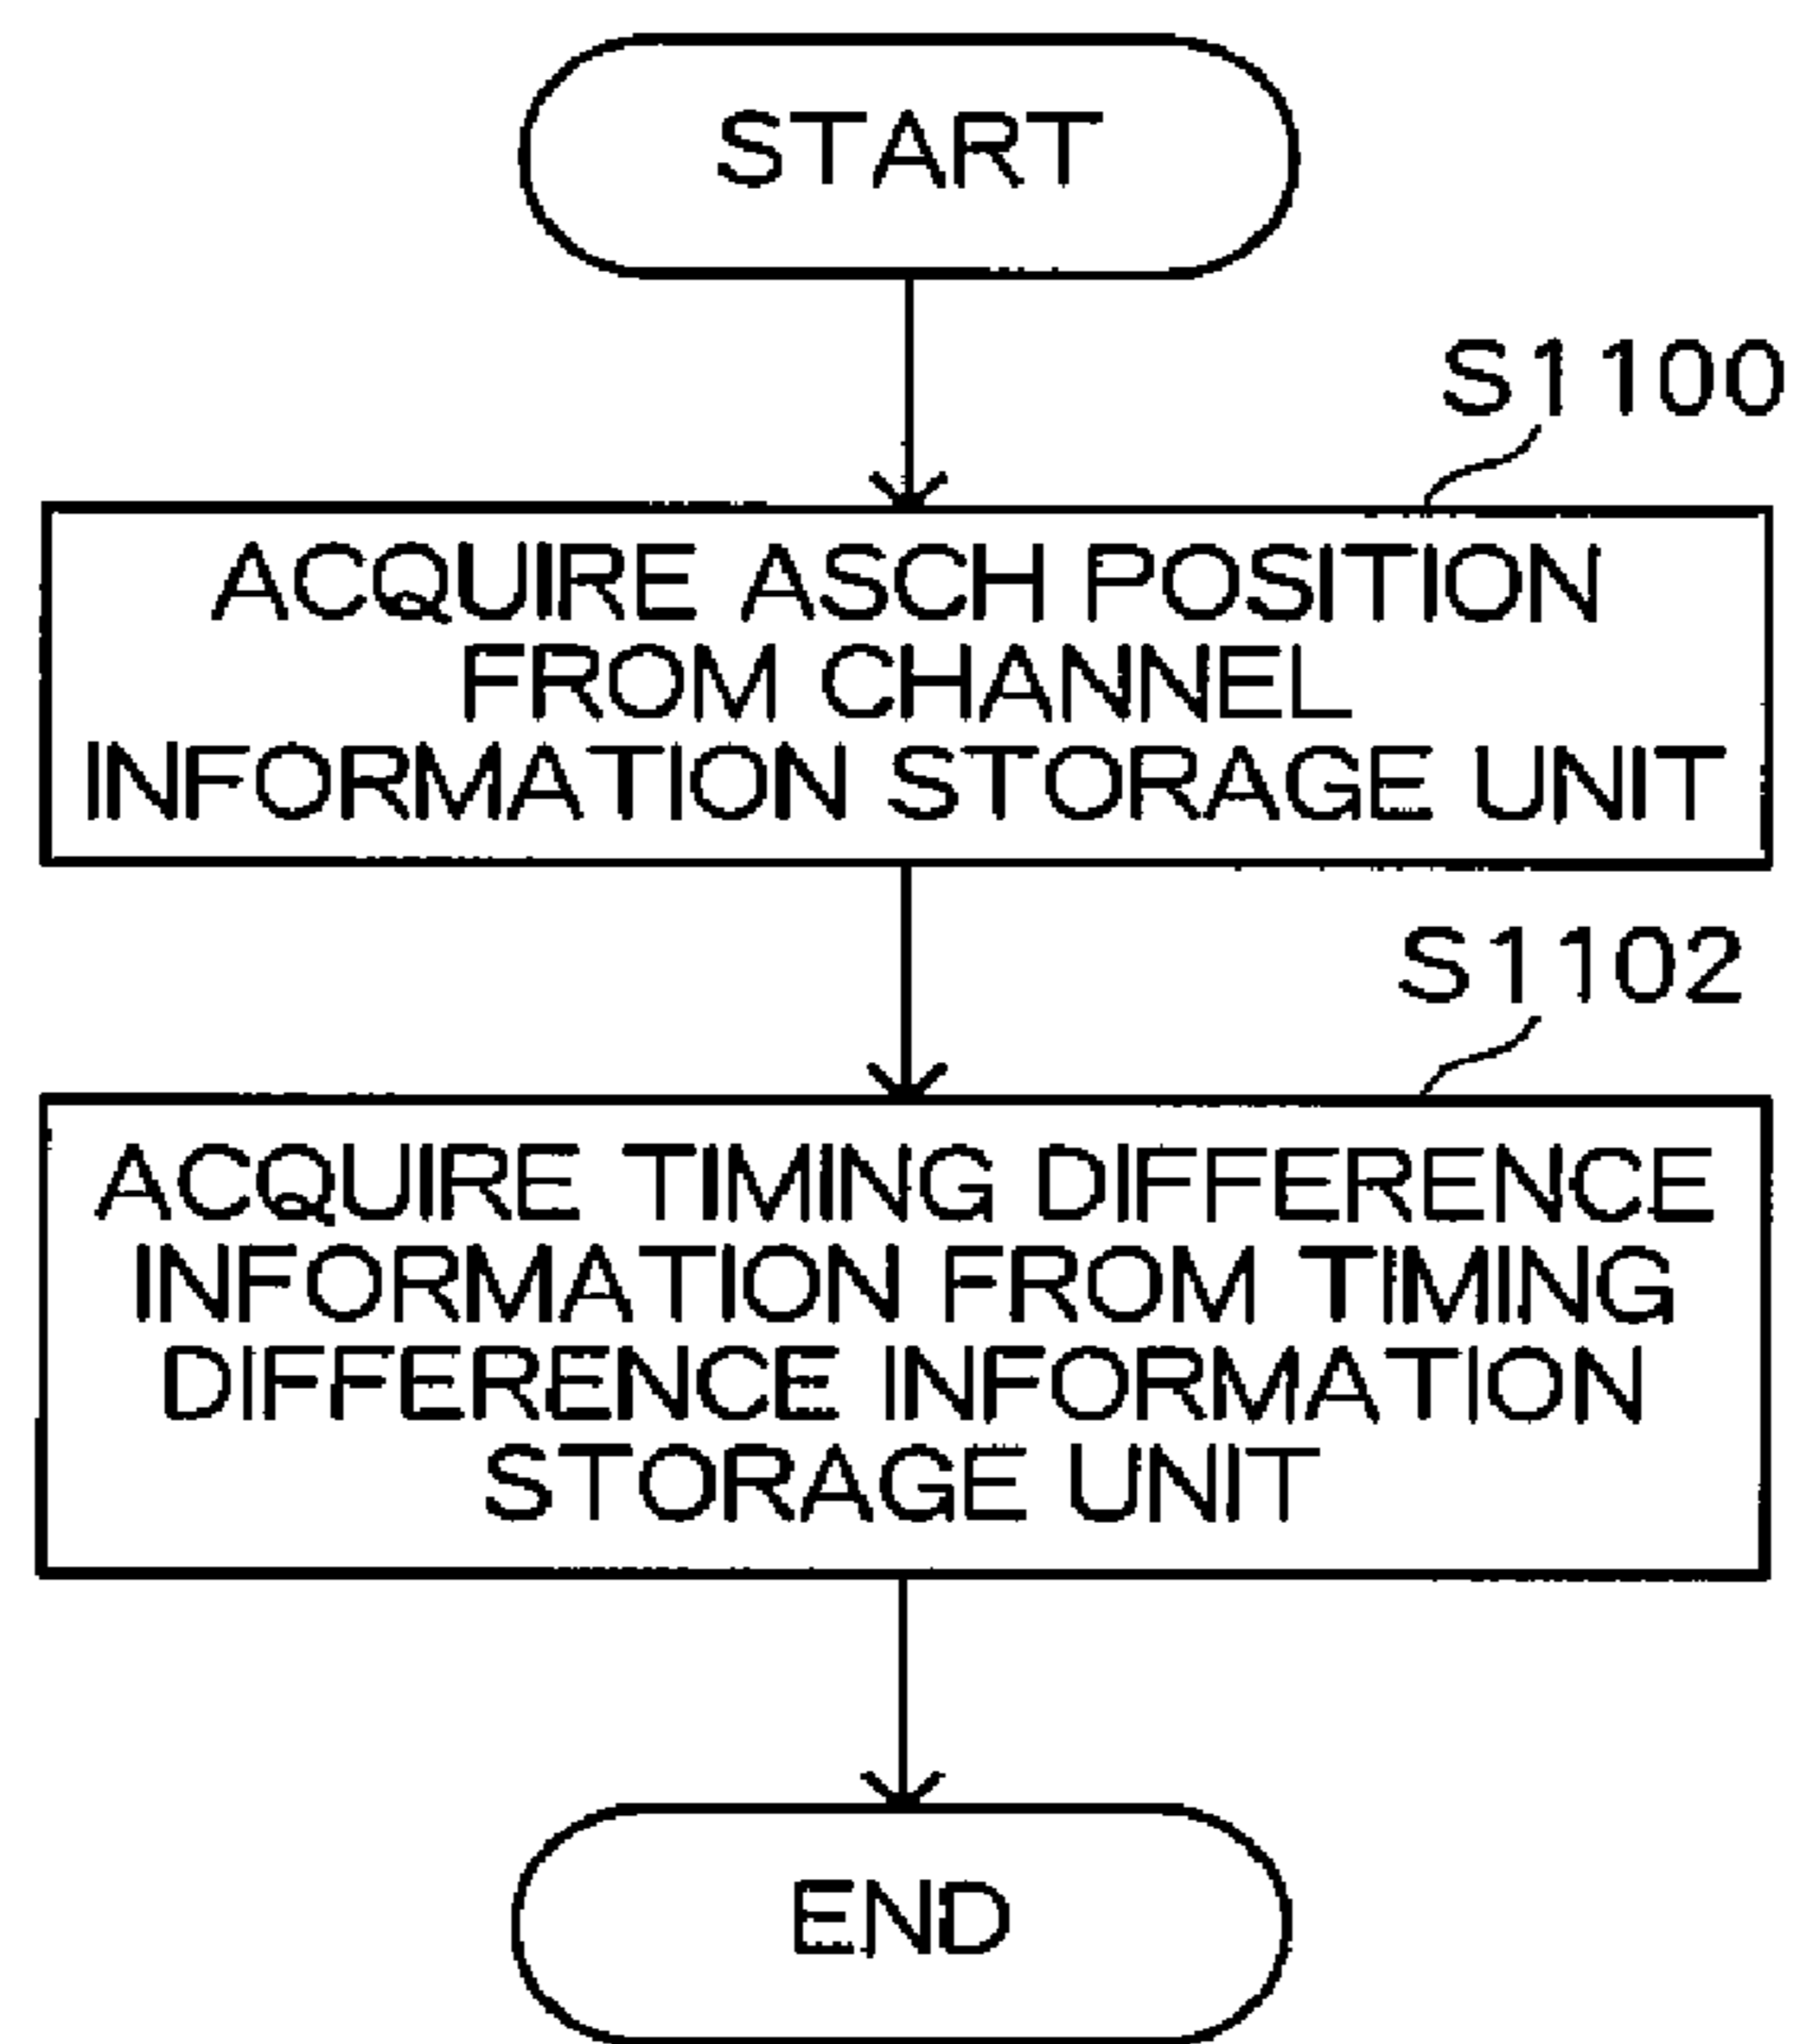 START
S1100
ACQUIRE ASCH POSITION
FROM CHANNEL
INFORMATION STORAGE UNIT
S1102
ACQUIRE TIMING DIFFERENCE
INFORMATION FROM TIMING
DIFFERENCE INFORMATION
STORAGE UNIT
END